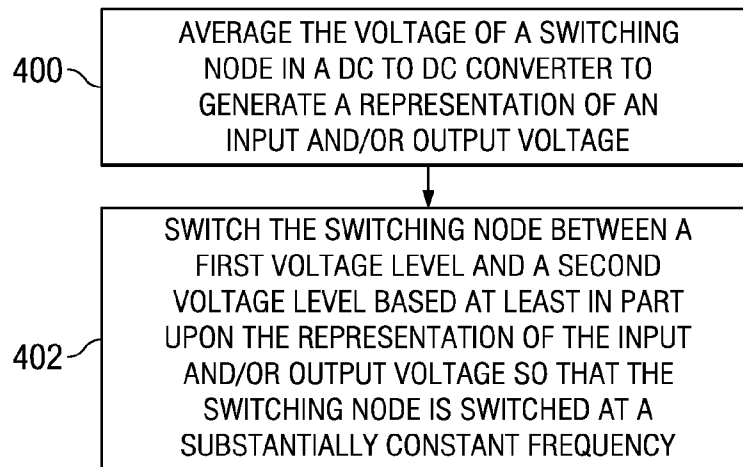 400
AVERAGE THE VOLTAGE OF A SWITCHING
NODE IN A DC TO DC CONVERTER TO
GENERATE A REPRESENTATION OF AN
INPUT AND/OR OUTPUT VOLTAGE
402
SWITCH THE SWITCHING NODE BETWEEN A
FIRST VOLTAGE LEVEL AND A SECOND
VOLTAGE LEVEL BASED AT LEAST IN PART
UPON THE REPRESENTATION OF THE INPUT
AND/OR OUTPUT VOLTAGE SO THAT THE
SWITCHING NODE IS SWITCHED AT A
SUBSTANTIALLY CONSTANT FREQUENCY